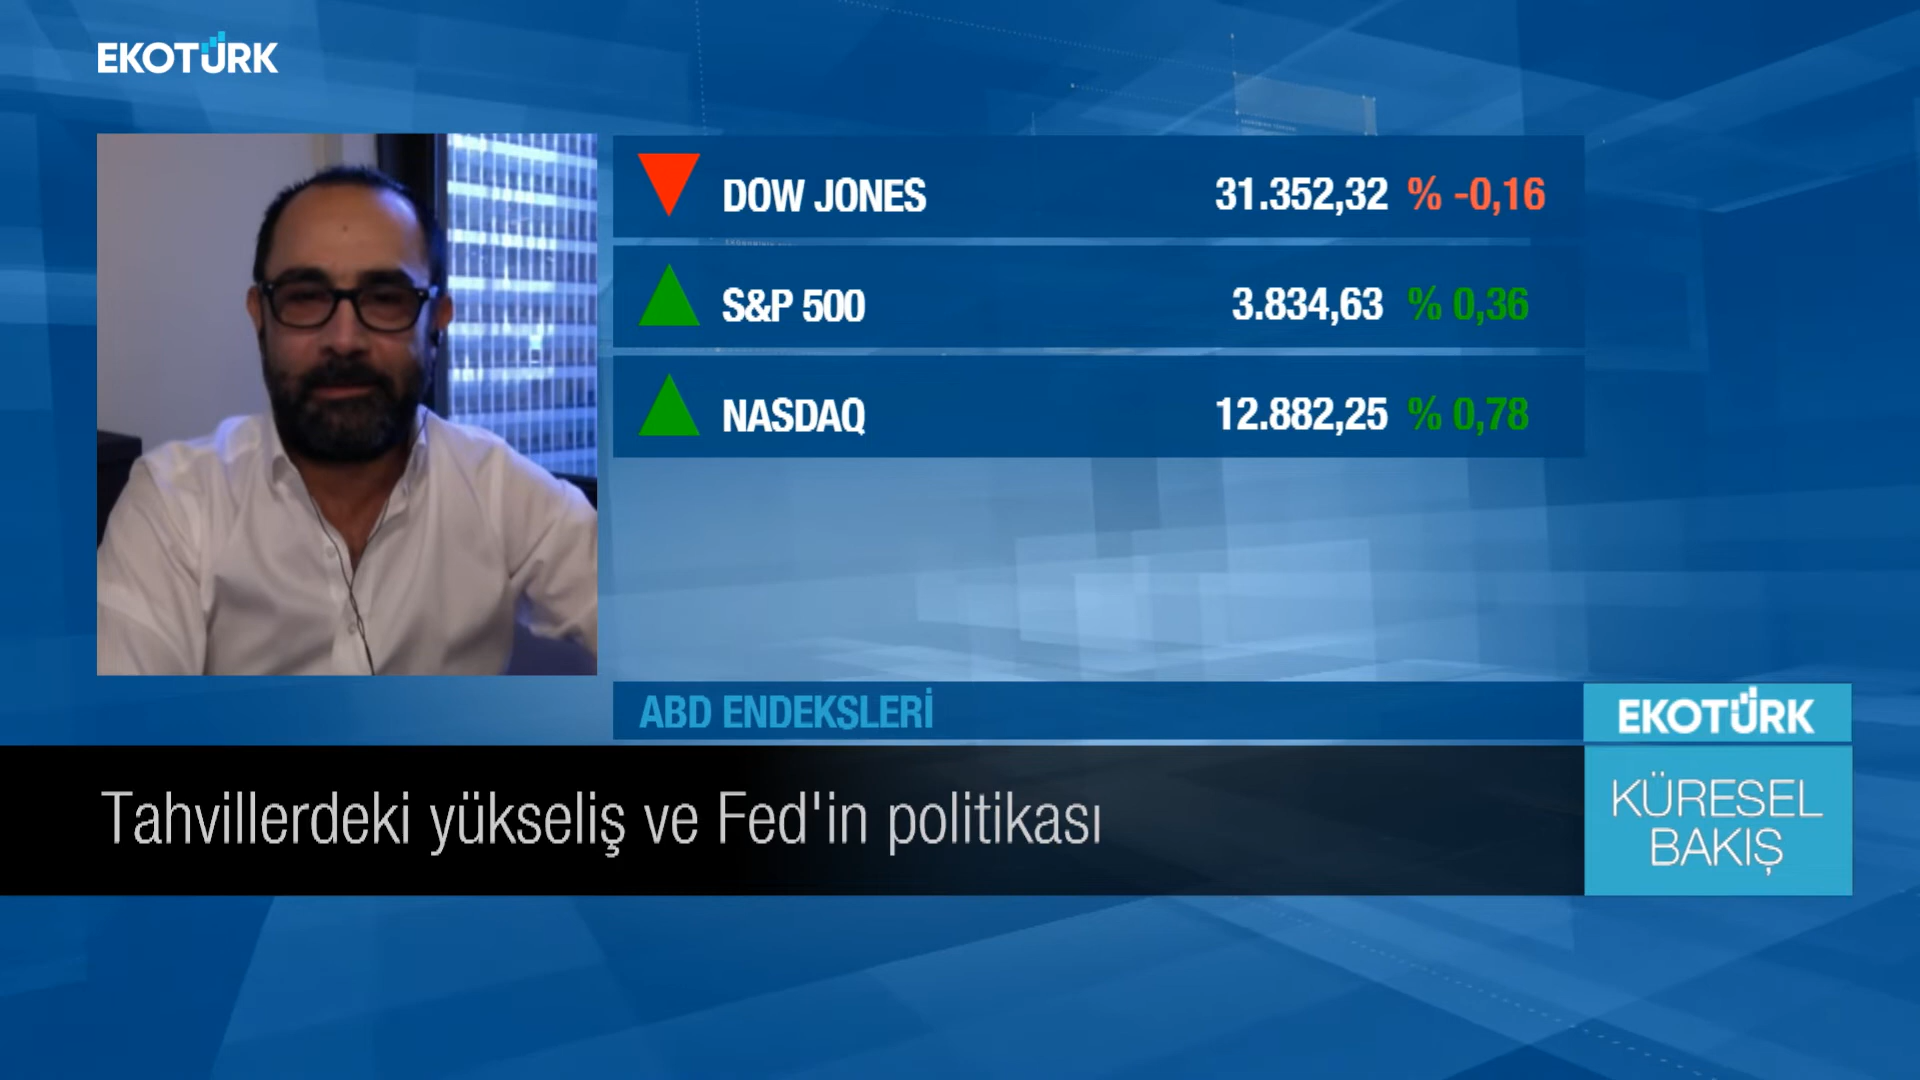 EKOTÜRK
DOW JONES 31.352,32 % -0,16
S&P 500 3.834,63 % 0,36
NASDAQ 12.882,25 % 0,78
ABD ENDEKSLERİ
EKOTÜRK
Tahvillerdeki yükseliş ve Fed'in politikası
KÜRESEL
BAKIŞ